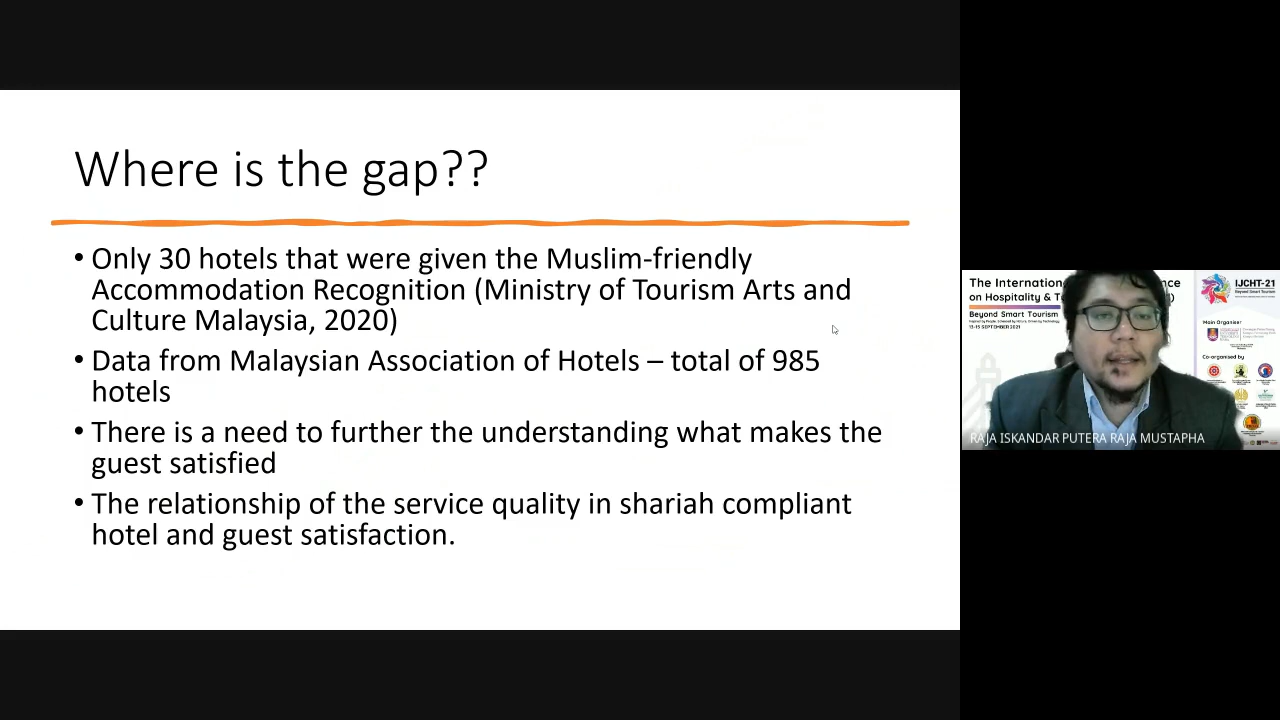 Where is the gap??
• Only 30 hotels that were given the Muslim-friendly
Accommodation Recognition (Ministry of Tourism Arts and
Culture Malaysia, 2020)
• Data from Malaysian Association of Hotels – total of 985
hotels
• There is a need to further the understanding what makes the
guest satisfied
• The relationship of the service quality in shariah compliant
hotel and guest satisfaction.
The Internation
on Hospitality & T
Beyond Smart Tourism
13-15 SEPTEMBER 2021
IJCHT-21
Beyond Smart Tourism
Main Organiser
Co-organised by
RAJA ISKANDAR PUTERA RAJA MUSTAPHA